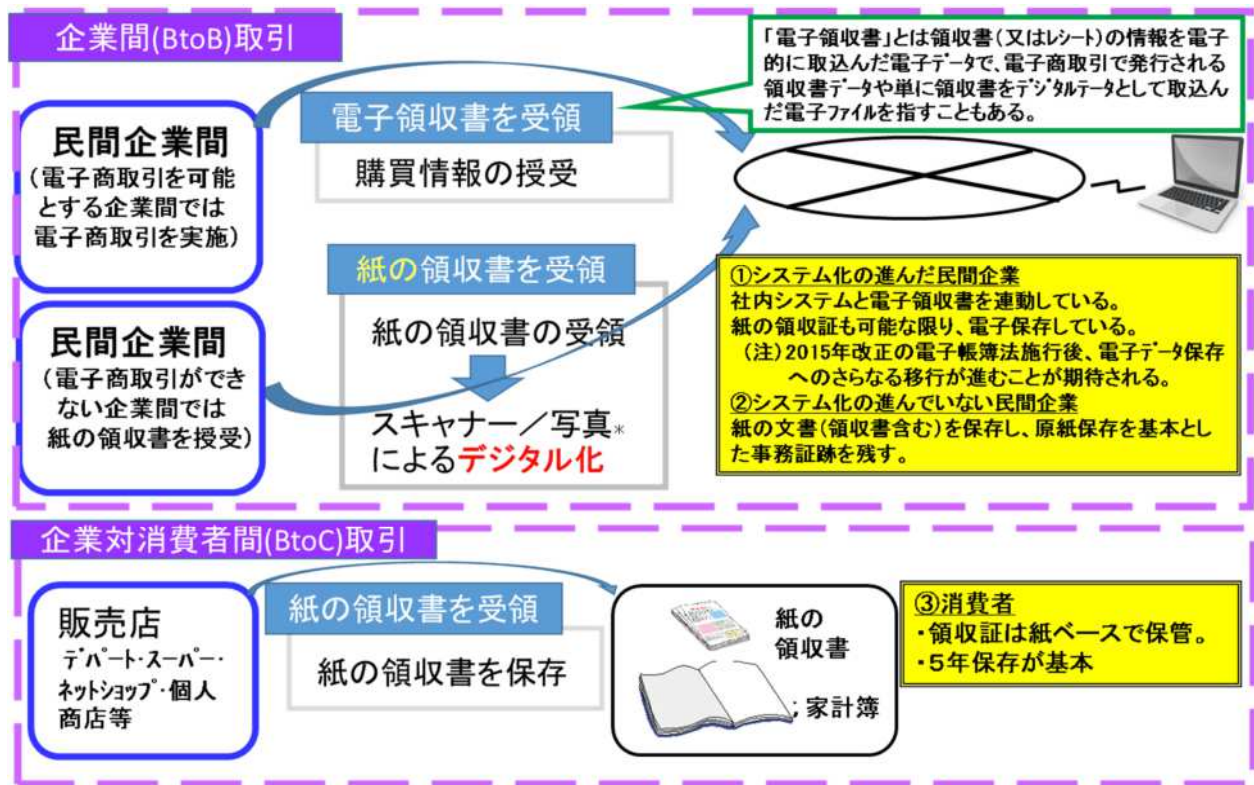 企業間(BtoB)取引
「電子領収書」とは領収書(又はレシート)の情報を電子
的に取込んだ電子データで、電子商取引で発行される
領収書データや単に領収書をデジタルテータとして取込ん
だ電子ファイルを指すこともある。
民間企業間
(電子商取引を可能
とする企業間では
電子商取引を実施)
電子領収書を受領
購買情報の授受
紙の領収書を受領
紙の領収書の受領
スキャナー／写真*
によるデジタル化
民間企業間
(電子商取引ができ
ない企業間では
紙の領収書を授受)
①システム化の進んだ民間企業
社内システムと電子領収書を連動している。
紙の領収証も可能な限り、電子保存している。
(注)2015年改正の電子帳簿法施行後、電子データ保存
へのさらなる移行が進むことが期待される。
②システム化の進んでいない民間企業
紙の文書(領収書含む)を保存し、原紙保存を基本とし
た事務証跡を残す。
企業対消費者間(BtoC)取引
販売店
デパート・スーパー・
ネットショップ・個人
商店等
紙の領収書を受領
紙の領収書を保存
紙の
領収書
;家計簿
③消費者
・領収証は紙ベースで保管。
・５年保存が基本